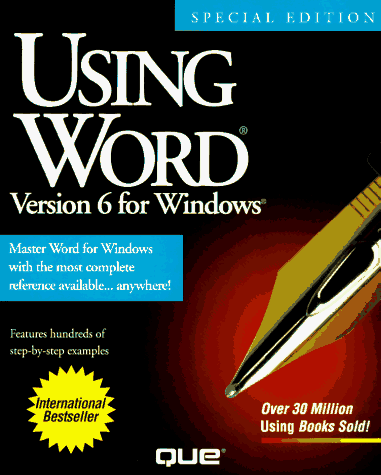 SPECIAL EDITION
USING
WORD®
Version 6 for Windows®
Master Word for Windows
with the most complete
reference available... anywhere!
Features hundreds of
step-by-step examples
International
Bestseller
Over 30 Million
Using Books Sold!
QUE®